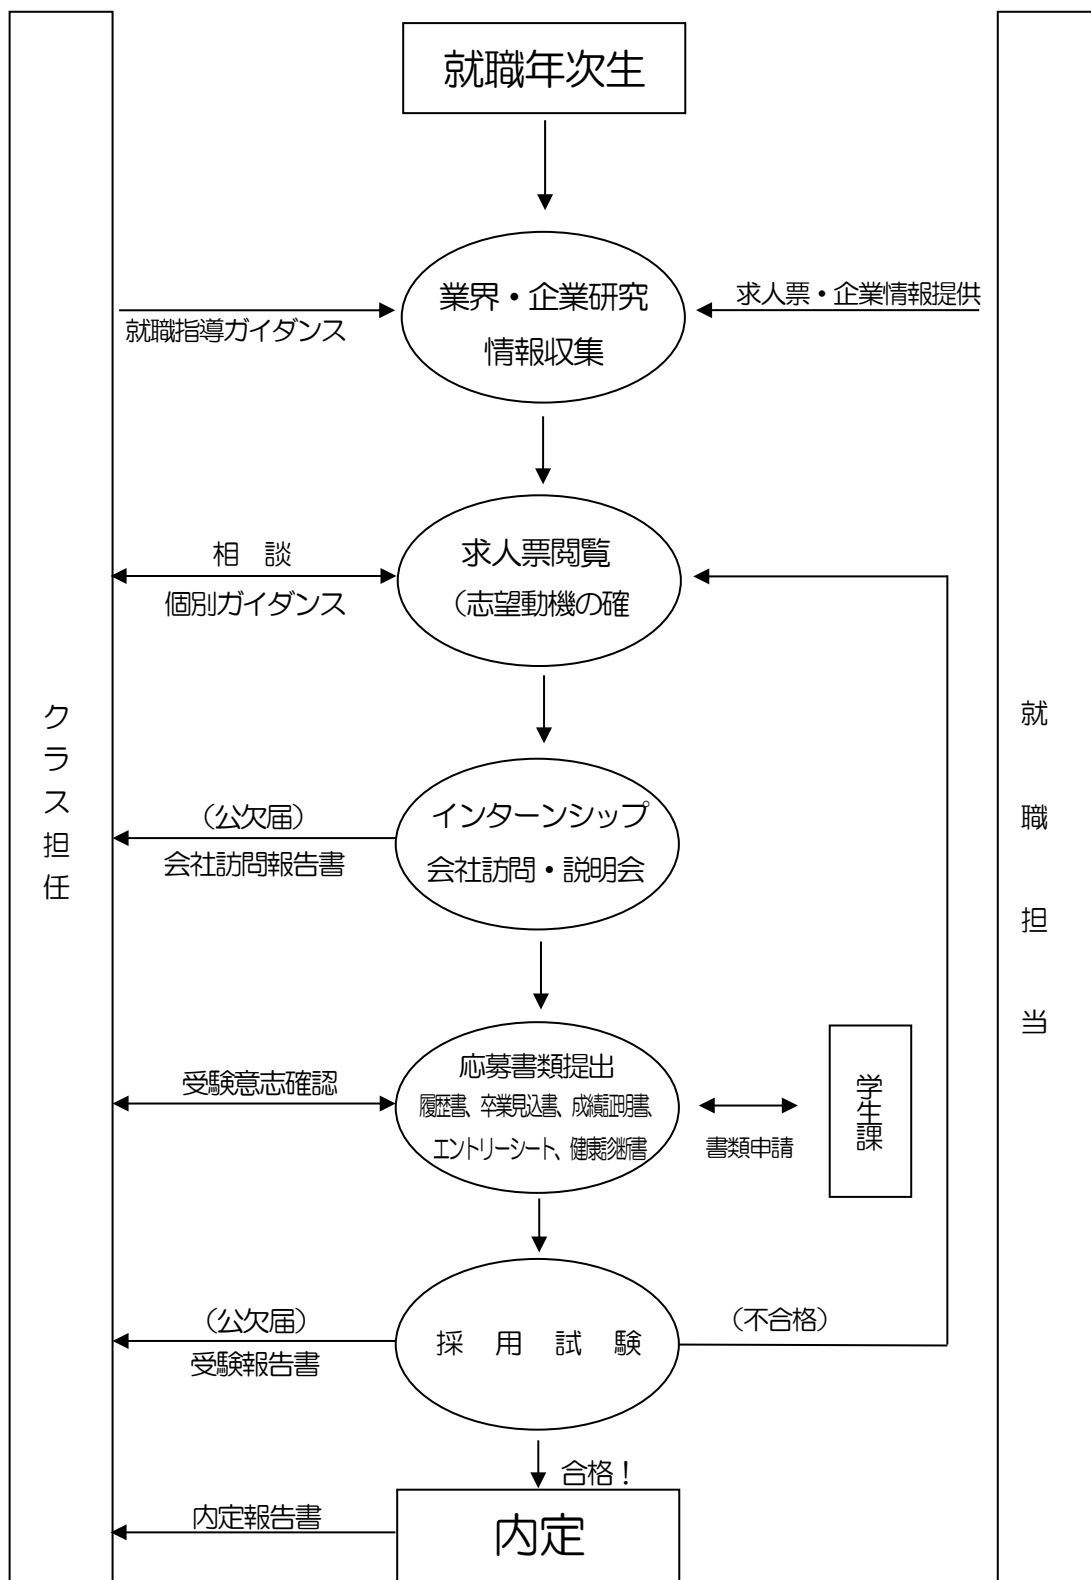 就職年次生
業界・企業研究
情報収集
就職指導ガイダンス
求人票・企業情報提供
求人票閲覧
（志望動機の確
相 談
個別ガイダンス
クラス担任
就職担当
インターンシップ
会社訪問・説明会
（公欠届）
会社訪問報告書
応募書類提出
履歴書、卒業見込書、成績証明書、
エントリーシート、健康診断書
受験意志確認
書類申請
学生課
採 用 試 験
（公欠届）
受験報告書
（不合格）
合格！
内定
内定報告書